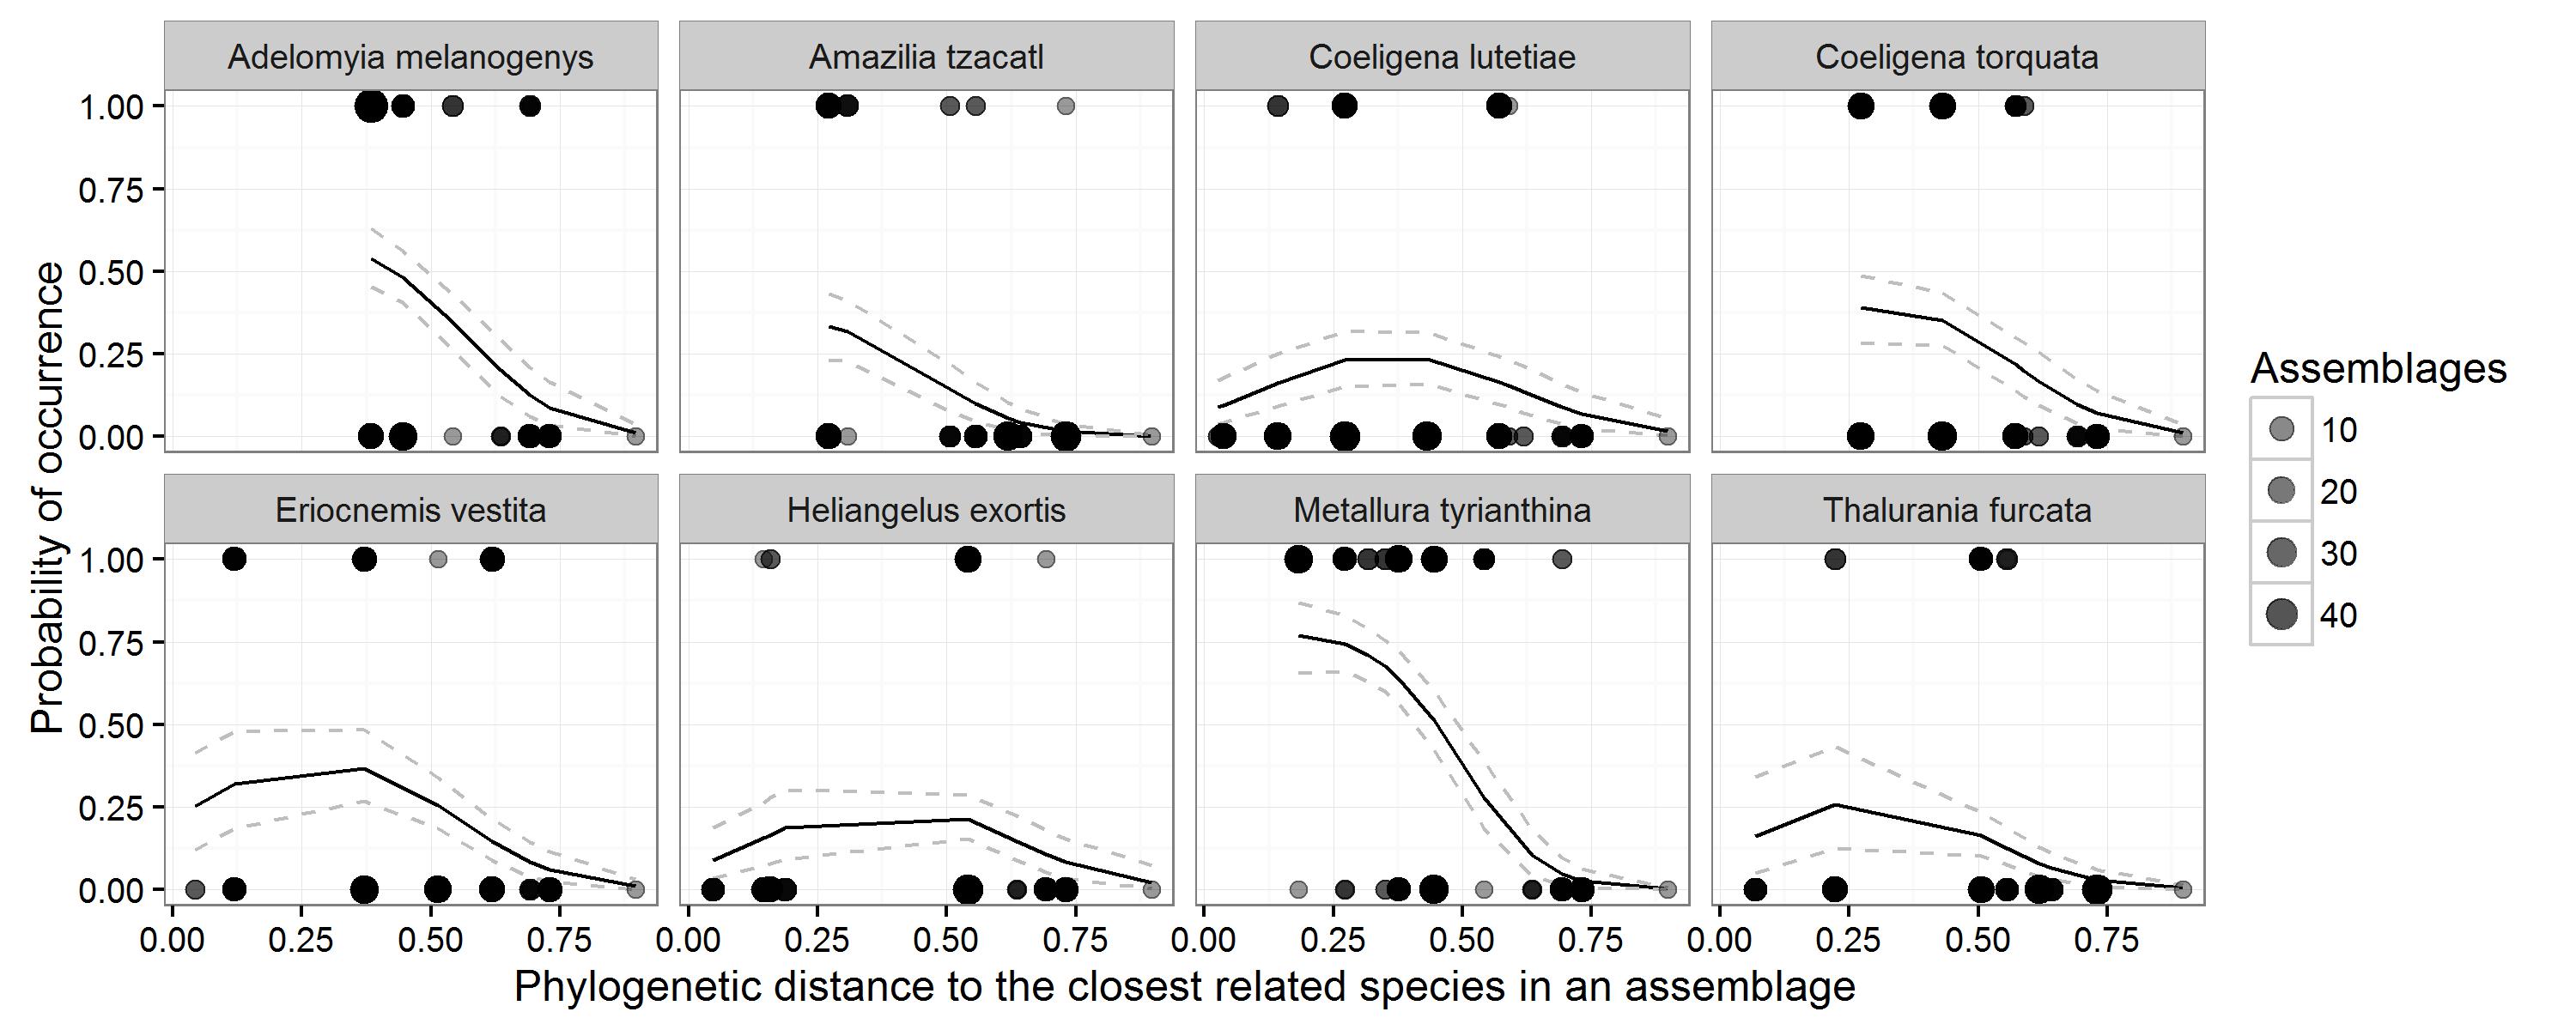 Adelomyia melanogenys
Amazilia tzacatl
Coeligena lutetiae
Coeligena torquata
1.00
0.75
0.50
0.25
0.00
Eriocnemis vestita
Heliangelus exortis
Metallura tyrianthina
Thalurania furcata
1.00
0.75
0.50
0.25
0.00
0.00 0.25 0.50 0.75
0.00 0.25 0.50 0.75
0.00 0.25 0.50 0.75
0.00 0.25 0.50 0.75
Probability of occurrence
Phylogenetic distance to the closest related species in an assemblage
Assemblages
10
20
30
40